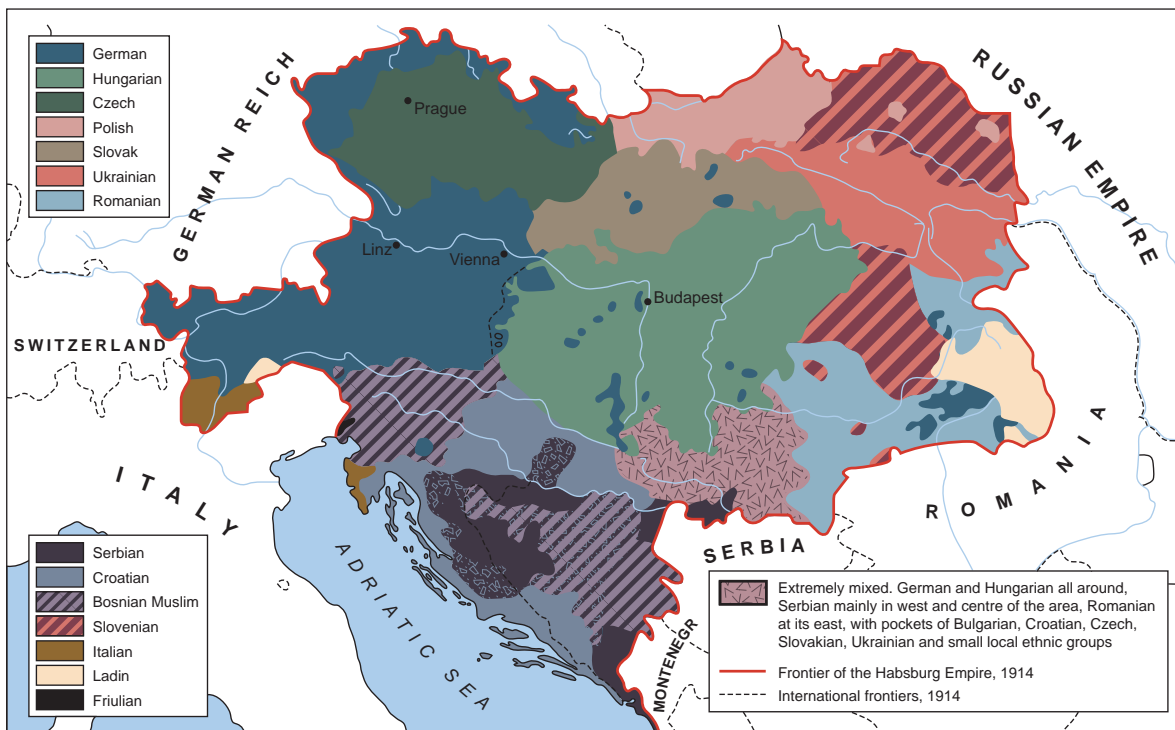 German
Hungarian
Czech
Polish
Slovak
Ukrainian
Romanian
GERMAN REICH
RUSSIAN EMPIRE
Prague
Linz
Vienna
Budapest
SWITZERLAND
ITALY
ROMANIA
SERBIA
ADRIATIC SEA
MONTENEGR
Serbian
Croatian
Bosnian Muslim
Slovenian
Italian
Ladin
Friulian
Extremely mixed. German and Hungarian all around,
Serbian mainly in west and centre of the area, Romanian
at its east, with pockets of Bulgarian, Croatian, Czech,
Slovakian, Ukrainian and small local ethnic groups
Frontier of the Habsburg Empire, 1914
International frontiers, 1914